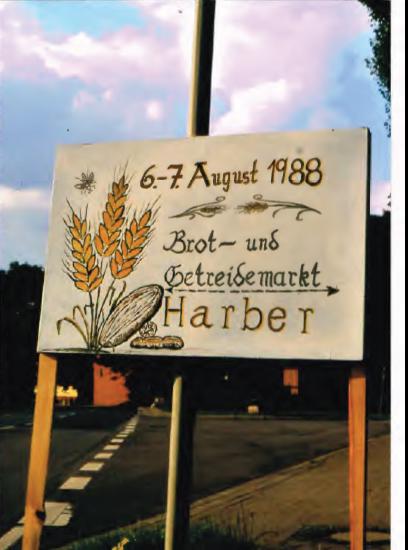 6.-7. August 1988
Brot- und
Getreidemarkt
Harber